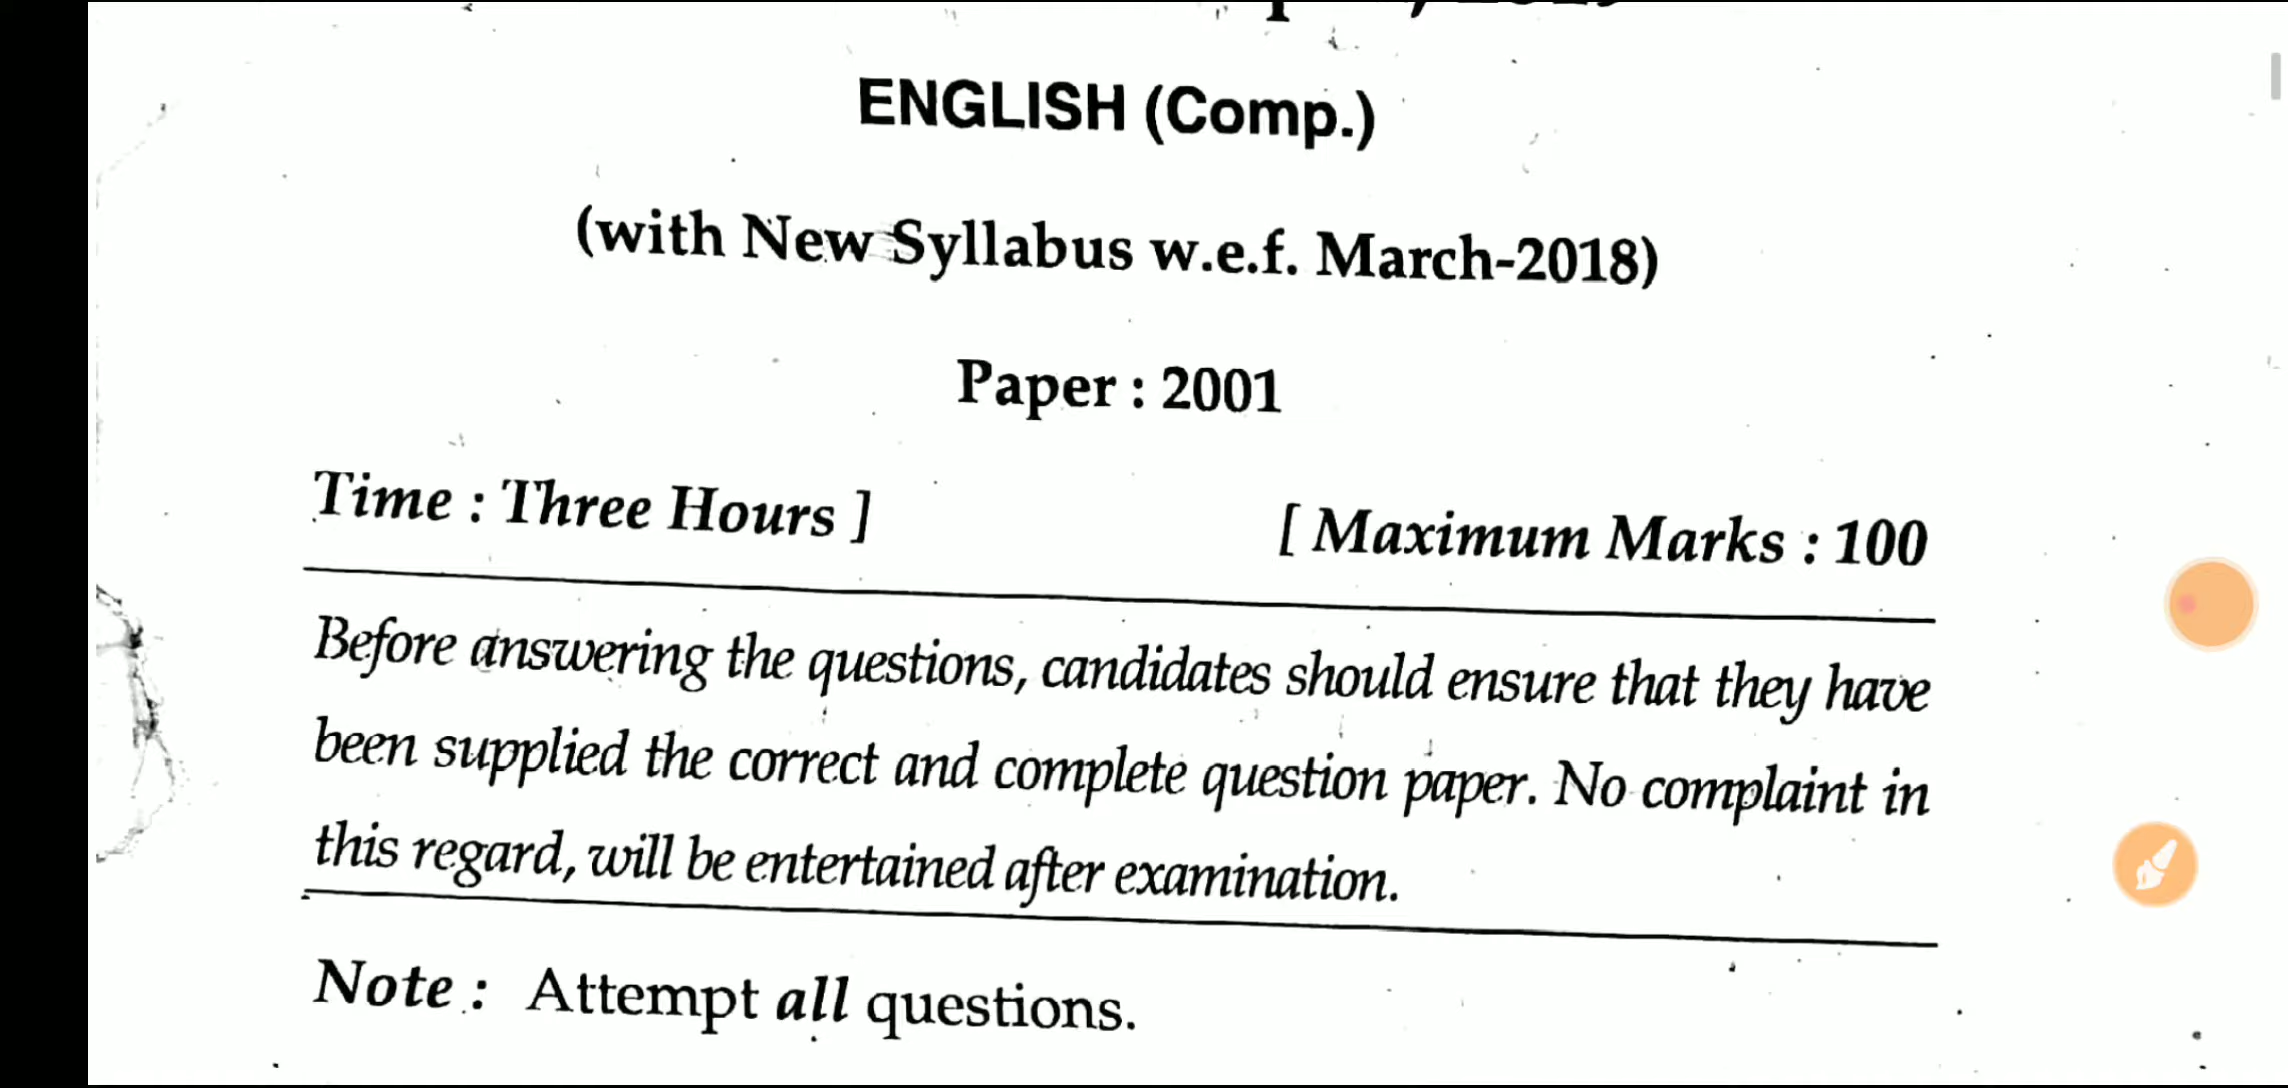 ENGLISH (Comp.)
(with New Syllabus w.e.f. March-2018)
Paper : 2001
Time : Three Hours ]
[ Maximum Marks : 100
Before answering the questions, candidates should ensure that they have
been supplied the correct and complete question paper. No complaint in
this regard, will be entertained after examination.
Note : Attempt all questions.